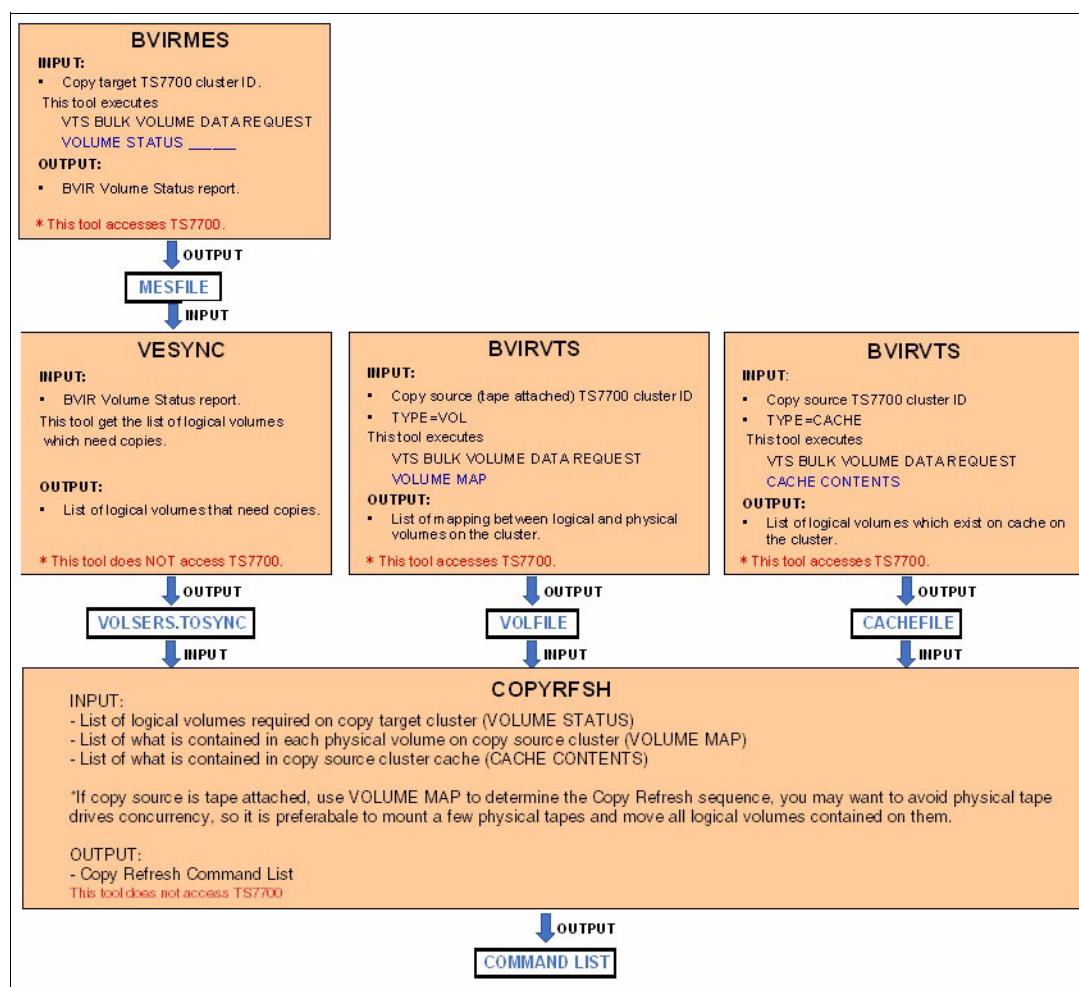 BVIRMES
INPUT:
▪ Copy target TS7700 cluster ID.
This tool executes
VTS BULK VOLUME DATA REQUEST
VOLUME STATUS ______
OUTPUT:
▪ BVIR Volume Status report.
* This tool accesses TS7700.
OUTPUT
MESFILE
INPUT
VESYNC
INPUT:
▪ BVIR Volume Status report.
This tool get the list of logical volumes
which need copies.
OUTPUT:
▪ List of logical volumes that need copies.
* This tool does NOT access TS7700.
OUTPUT
VOLSERS.TOSYNC
INPUT
BVIRVTS
INPUT:
▪ Copy source (tape attached) TS7700 cluster ID
▪ TYPE=VOL
This tool executes
VTS BULK VOLUME DATA REQUEST
VOLUME MAP
OUTPUT:
▪ List of mapping between logical and physical
volumes on the cluster.
* This tool accesses TS7700.
OUTPUT
VOLFILE
INPUT
BVIRVTS
INPUT:
▪ Copy source TS7700 cluster ID
▪ TYPE=CACHE
This tool executes
VTS BULK VOLUME DATA REQUEST
CACHE CONTENTS
OUTPUT:
▪ List of logical volumes which exist on cache on
the cluster.
* This tool accesses TS7700.
OUTPUT
CACHEFILE
INPUT
COPYRFSH
INPUT:
- List of logical volumes required on copy target cluster (VOLUME STATUS)
- List of what is contained in each physical volume on copy source cluster (VOLUME MAP)
- List of what is contained in copy source cluster cache (CACHE CONTENTS)
*If copy source is tape attached, use VOLUME MAP to determine the Copy Refresh sequence, you may want to avoid physical tape
drives concurrency, so it is preferabale to mount a few physical tapes and move all logical volumes contained on them.
OUTPUT:
- Copy Refresh Command List
This tool does not access TS7700
OUTPUT
COMMAND LIST